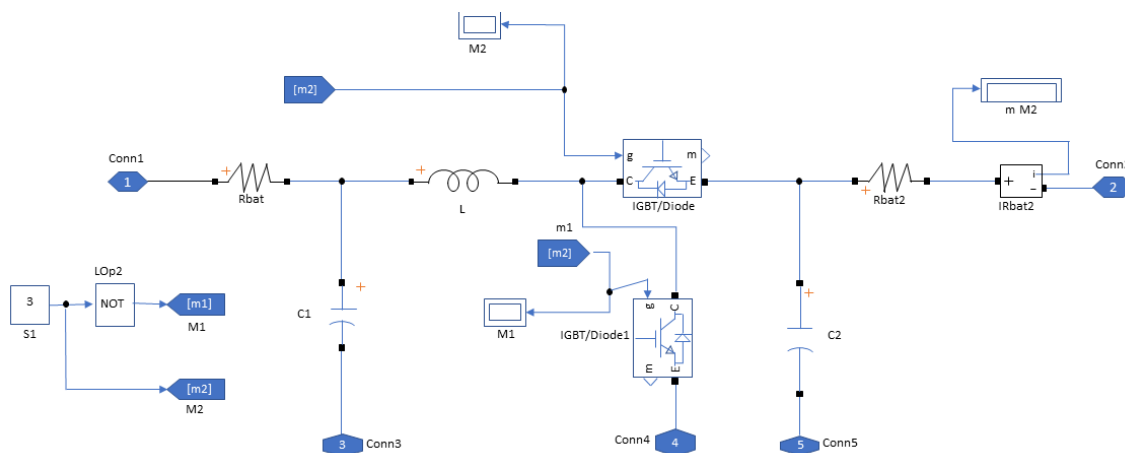 M2
[m2]
m M2
Conn1
1
+
Rbat
+
L
g
m
C
E
IGBT/Diode
+
Rbat2
+
i
−
IRbat2
Conn
2
m1
[m2]
LOp2
3
S1
NOT
[m1]
M1
[m2]
M2
+
C1
M1
IGBT/Diode1
g
C
m
E
+
C2
3
Conn3
Conn4
4
5
Conn5